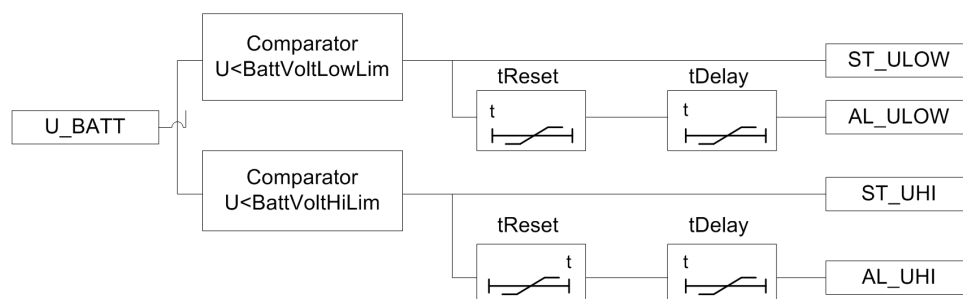 Comparator
U<BattVoltLowLim
ST_ULOW
tReset
tDelay
t
t
AL_ULOW
U_BATT
Comparator
U<BattVoltHiLim
ST_UHI
tReset
tDelay
t
t
AL_UHI